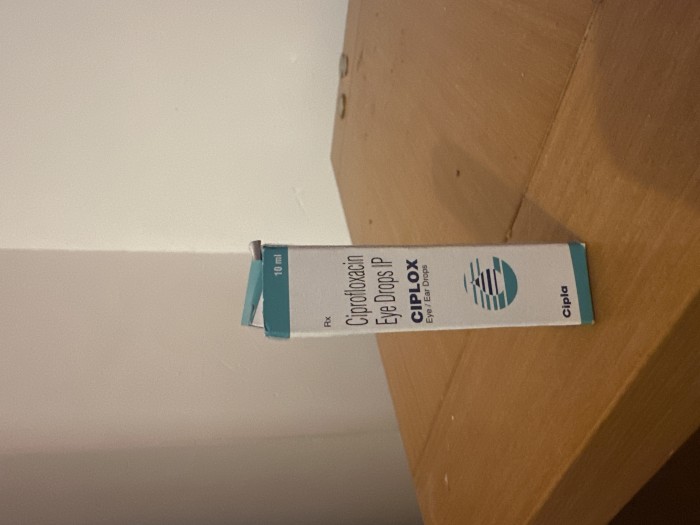 10 ml
Rx
Ciprofloxacin
Eye Drops IP
CIPLOX
Eye / Ear Drops
Cipla